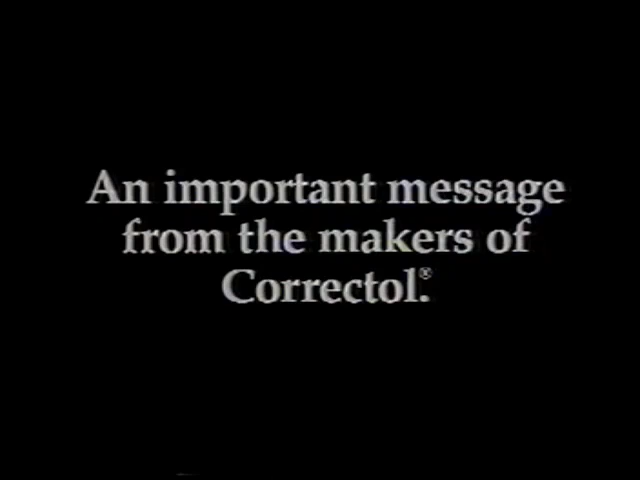 An important message
from the makers of
Correctol.®